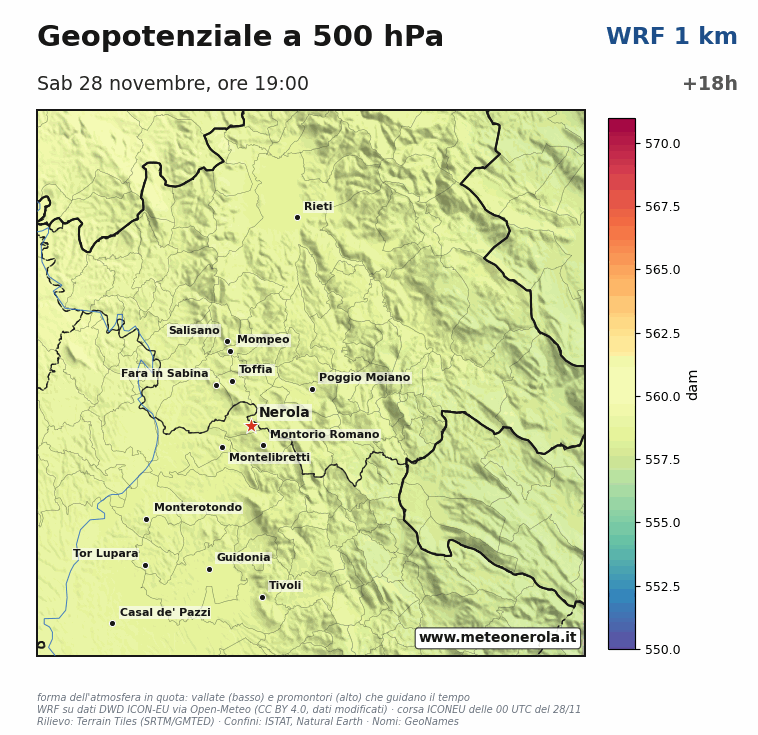 Geopotenziale a 500 hPa
WRF 1 km
Sab 28 novembre, ore 19:00
+18h
Rieti
Salisano
Mompeo
Toffia
Fara in Sabina
Poggio Moiano
Nerola
Montorio Romano
Montelibretti
Monterotondo
Tor Lupara
Guidonia
Tivoli
Casal de' Pazzi
www.meteonerola.it
570.0
567.5
565.0
562.5
560.0
557.5
555.0
552.5
550.0
dam
forma dell'atmosfera in quota: vallate (basso) e promontori (alto) che guidano il tempo
WRF su dati DWD ICON-EU via Open-Meteo (CC BY 4.0, dati modificati) · corsa ICONEU delle 00 UTC del 28/11
Rilievo: Terrain Tiles (SRTM/GMTED) · Confini: ISTAT, Natural Earth · Nomi: GeoNames